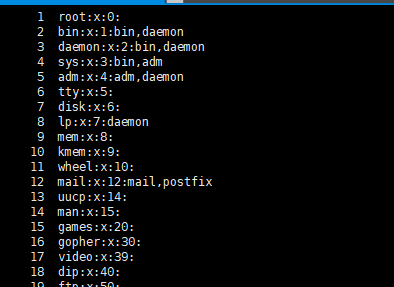 1 root:x:0:
2 bin:x:1:bin,daemon
3 daemon:x:2:bin,daemon
4 sys:x:3:bin,adm
5 adm:x:4:adm,daemon
6 tty:x:5:
7 disk:x:6:
8 lp:x:7:daemon
9 mem:x:8:
10 kmem:x:9:
11 wheel:x:10:
12 mail:x:12:mail,postfix
13 uucp:x:14:
14 man:x:15:
15 games:x:20:
16 gopher:x:30:
17 video:x:39:
18 dip:x:40:
19 ftp:x:50: